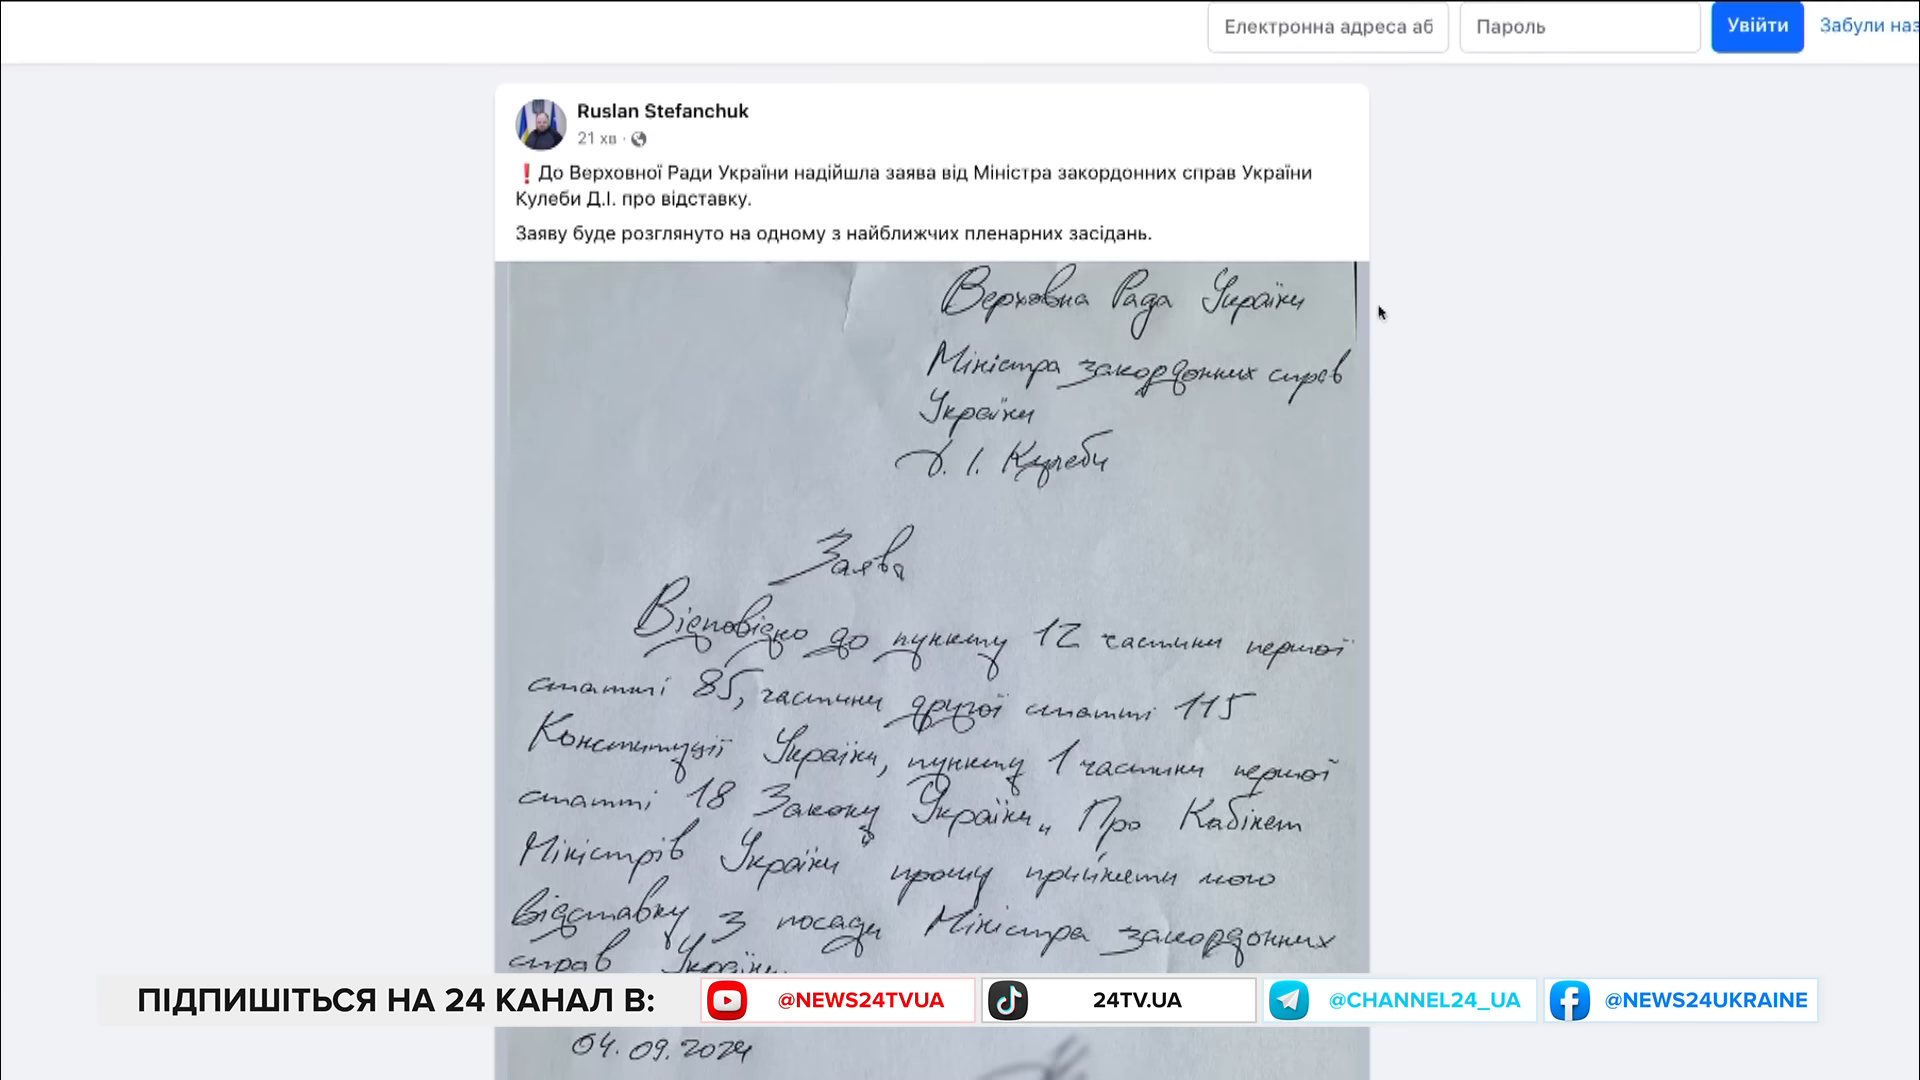 Електронна адреса аб
Пароль
Увійти
Забули наз
Ruslan Stefanchuk
21 хв ·
❗До Верховної Ради України надійшла заява від Міністра закордонних справ України
Кулеби Д.І. про відставку.
Заяву буде розглянуто на одному з найближчих пленарних засідань.
Верховна Рада України
Міністра закордонних справ
України
Д. І. Кулеби
Заява
Відповідно до пункту 12 частини першої
статті 85, частини другої статті 115
Конституції України, пункту 1 частини першої
статті 18 Закону України „Про Кабінет
Міністрів України“ прошу прийняти мою
відставку з посади Міністра закордонних
справ України
ПІДПИШІТЬСЯ НА 24 КАНАЛ В:
@NEWS24TVUA
24TV.UA
@CHANNEL24_UA
@NEWS24UKRAINE
04.09.2024